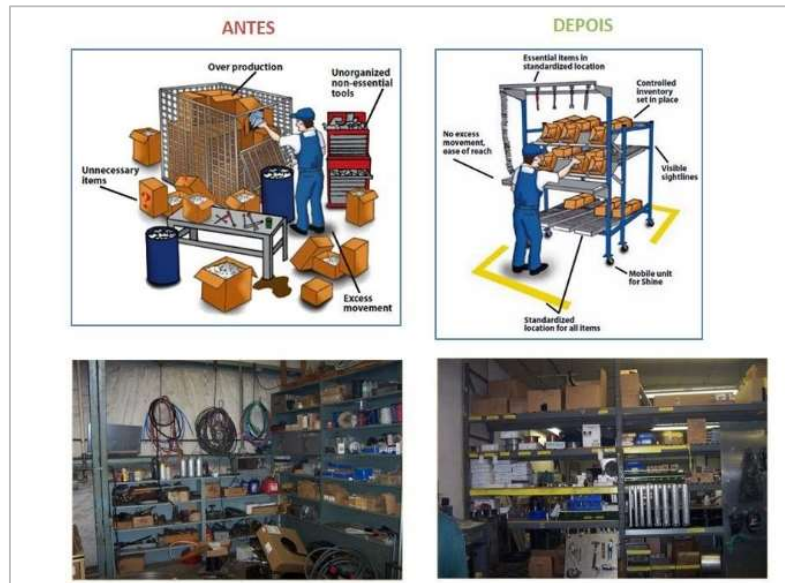 ANTES
DEPOIS
Over production
Unorganized
non-essential
tools
Unnecessary
items
?
Excess
movement
Essential items in
standardized location
Controlled
inventory
set in place
No excess
movement,
ease of reach
Visible
sightlines
Mobile unit
for Shine
Standardized
location for all items